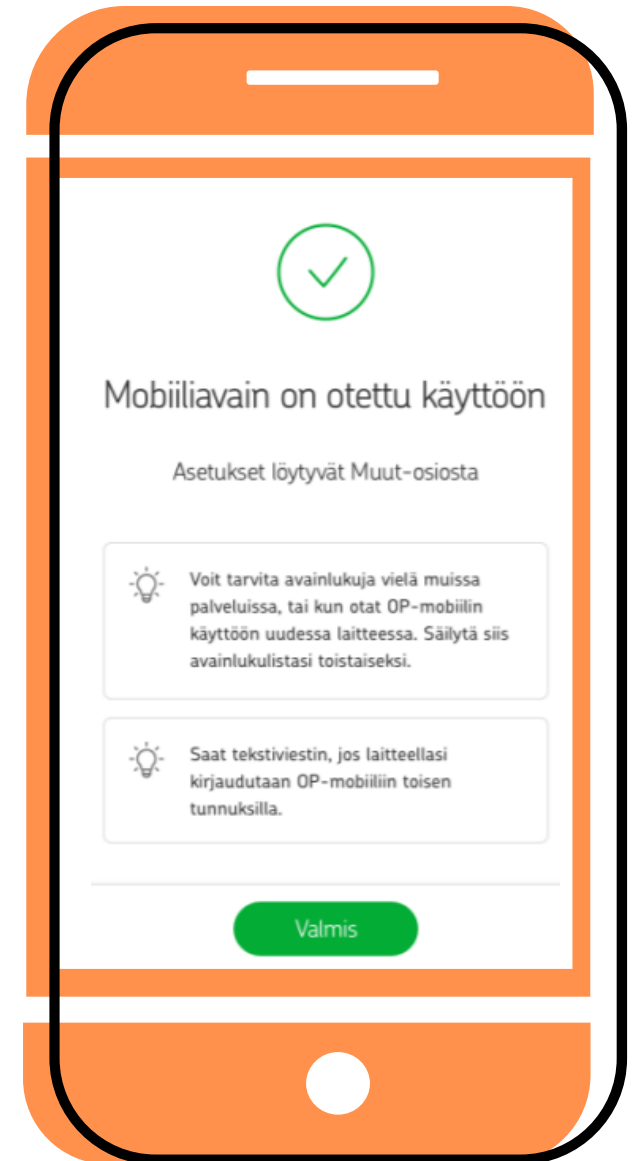 Mobiiliavain on otettu käyttöön
Asetukset löytyvät Muut-osiosta
Voit tarvita avainlukuja vielä muissa
palveluissa, tai kun otat OP-mobiilin
käyttöön uudessa laitteessa. Säilytä siis
avainlukulistasi toistaiseksi.
Saat tekstiviestin, jos laitteellasi
kirjaudutaan OP-mobiiliin toisen
tunnuksilla.
Valmis